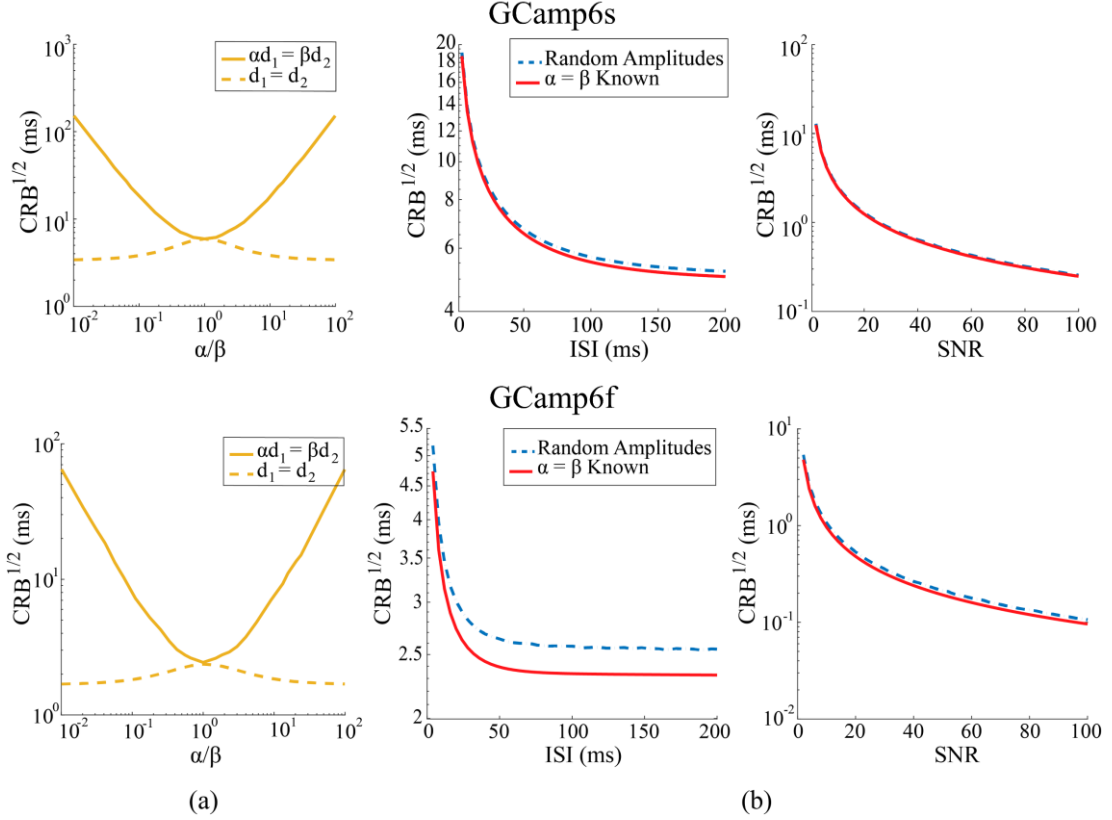 GCamp6s
10³
10²
10¹
10⁰
CRB^1/2 (ms)
αd₁ = βd₂
d₁ = d₂
10⁻² 10⁻¹ 10⁰ 10¹ 10²
α/β
20
18
16
14
12
10
8
6
4
CRB^1/2 (ms)
Random Amplitudes
α = β Known
0 50 100 150 200
ISI (ms)
10²
10¹
10⁰
10⁻¹
CRB^1/2 (ms)
0 20 40 60 80 100
SNR
GCamp6f
10²
10¹
10⁰
CRB^1/2 (ms)
αd₁ = βd₂
d₁ = d₂
10⁻² 10⁻¹ 10⁰ 10¹ 10²
α/β
5.5
5
4.5
4
3.5
3
2.5
2
CRB^1/2 (ms)
Random Amplitudes
α = β Known
0 50 100 150 200
ISI (ms)
10¹
10⁰
10⁻¹
10⁻²
CRB^1/2 (ms)
0 20 40 60 80 100
SNR
(a) (b)